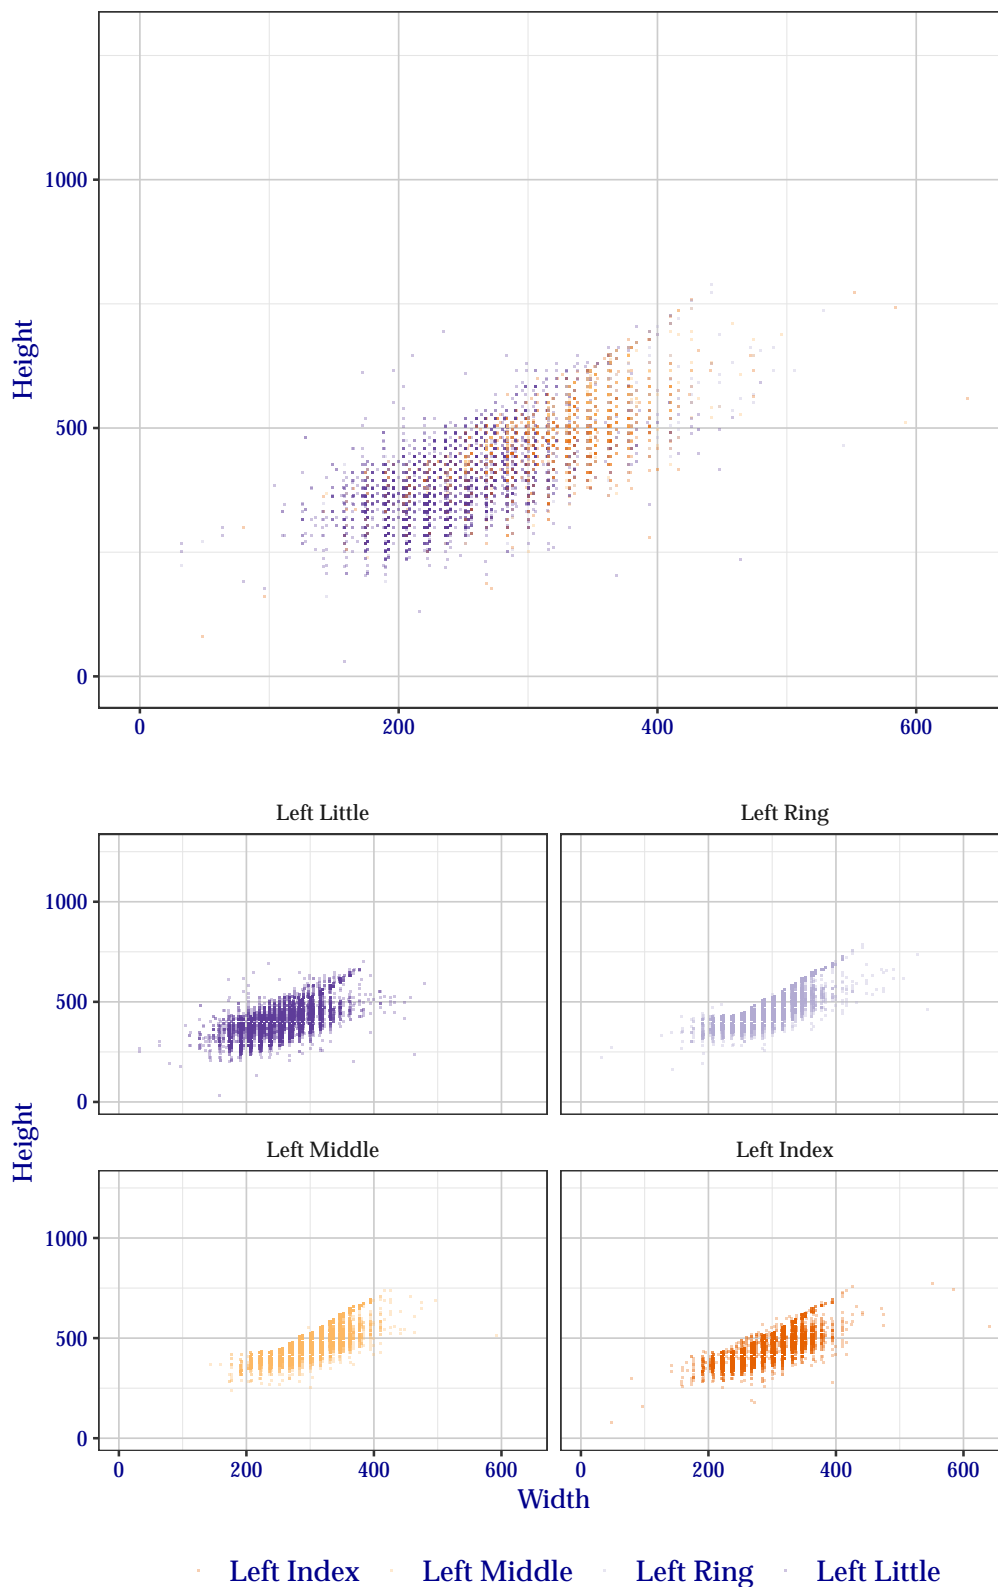 1000
Height
500
0
0 200 400 600
Left Little Left Ring
1000
500
0
Height
Left Middle Left Index
1000
500
0
0 200 400 600 0 200 400 600
Width
Left Index Left Middle Left Ring Left Little